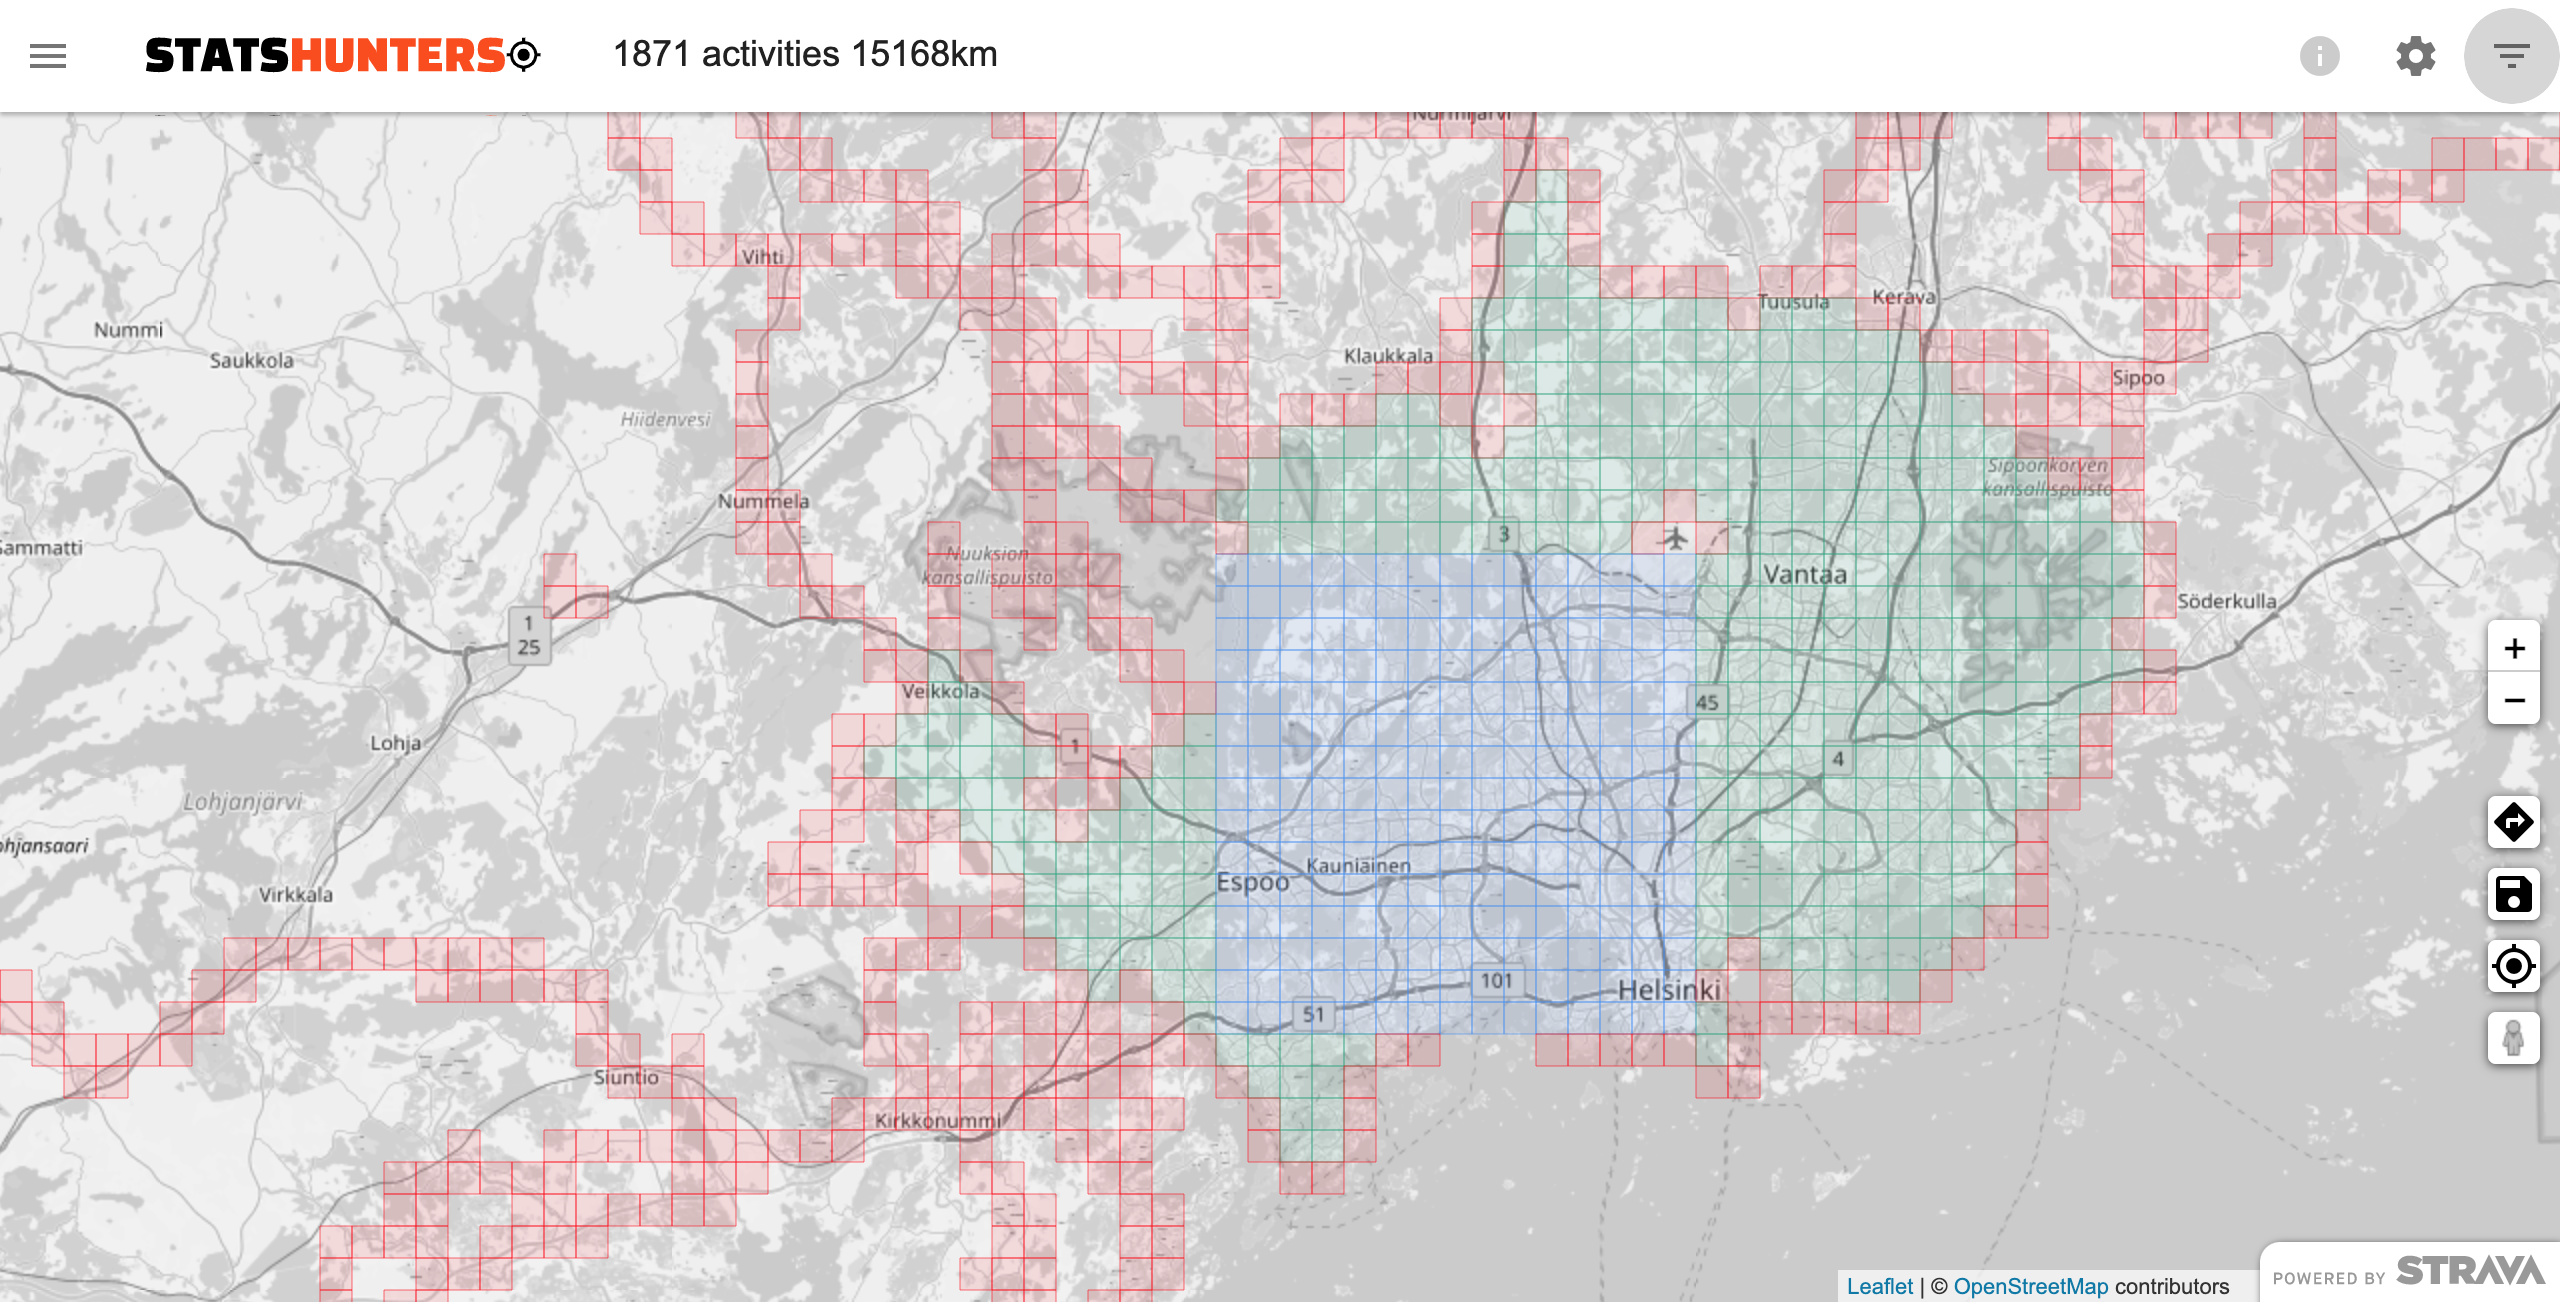 STATSHUNTERS
1871 activities 15168km
Nurmijärvi
Vihti
Tuusula
Kerava
Nummi
Saukkola
Klaukkala
Sipoo
Hiidenvesi
Sipoonkorven
kansallispuisto
Nummela
3
Sammatti
Nuuksion
kansallispuisto
Vantaa
Söderkulla
1
25
+
−
Veikkola
45
Lohja
1
4
Lohjanjärvi
ohjansaari
Kauniainen
Espoo
Virkkala
101
Helsinki
51
Siuntio
Kirkkonummi
POWERED BY STRAVA
Leaflet | © OpenStreetMap contributors